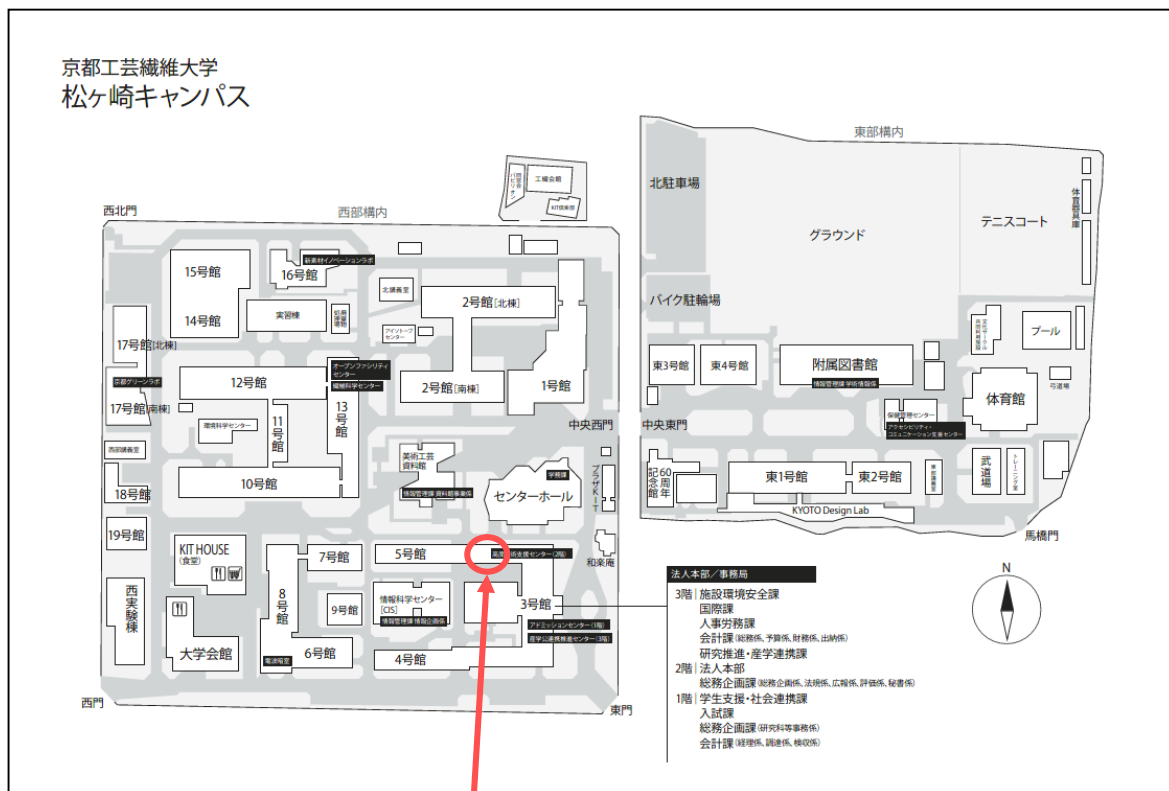 京都工芸繊維大学
松ヶ崎キャンパス
東部構内
工繊会館
KIT倶楽部
北駐車場
体育器具庫
西北門
西部構内
テニスコート
グラウンド
新素材イノベーションラボ
15号館
16号館
北講義室
2号館[北棟]
バイク駐輪場
14号館
実習棟
アイソトープ
センター
プール
17号館[北棟]
オープンファシリティ
センター
繊維科学センター
東3号館
東4号館
附属図書館
情報管理課 学術情報係
12号館
2号館[南棟]
1号館
京都グリーンラボ
弓道場
17号館[南棟]
13号館
11号館
体育館
保健管理センター
アクセシビリティ・
コミュニケーション支援センター
環境科学センター
中央西門
中央東門
西部講義室
美術工芸
資料館
学務課
プラザKIT
60周年
記念館
東1号館
東2号館
東部講義室
武道場
トレーニング室
10号館
18号館
情報管理課 資料館事業係
センターホール
KYOTO Design Lab
19号館
馬橋門
KIT HOUSE
(食堂)
7号館
5号館
高度技術支援センター(2階)
和楽庵
西実験棟
8号館
9号館
情報科学センター
[CIS]
情報管理課 情報企画係
3号館
アドミッションセンター(1階)
産学公連携推進センター(3階)
大学会館
電波暗室
6号館
4号館
西門
東門
法人本部/事務局
3階|施設環境安全課
国際課
人事労務課
会計課(総務係、予算係、財務係、出納係)
研究推進・産学連携課
2階|法人本部
総務企画課(総務企画係、法規係、広報係、評価係、秘書係)
1階|学生支援・社会連携課
入試課
総務企画課(研究科等事務係)
会計課(経理係、調達係、検収係)
N